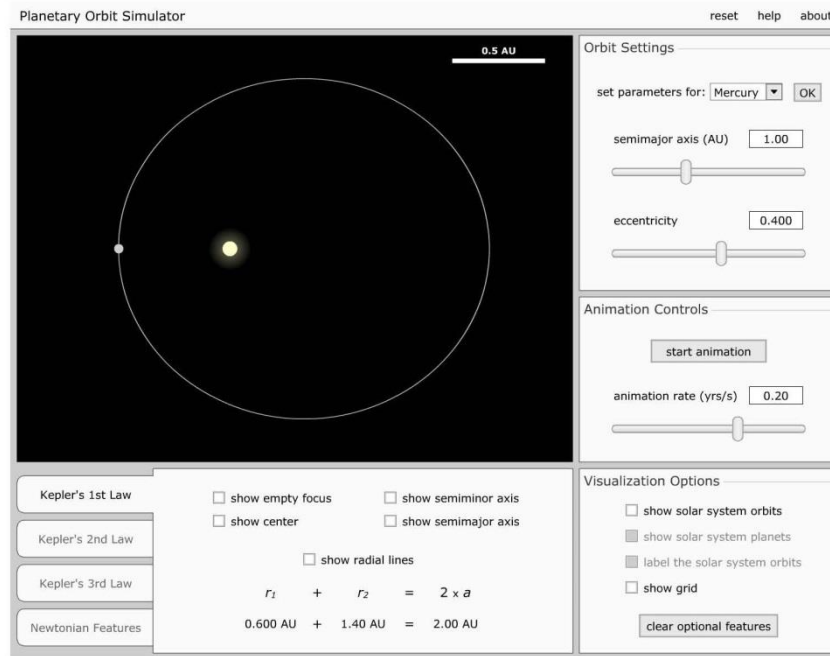 Planetary Orbit Simulator
reset help about
0.5 AU
Orbit Settings
set parameters for: Mercury OK
semimajor axis (AU) 1.00
eccentricity 0.400
Animation Controls
start animation
animation rate (yrs/s) 0.20
Kepler's 1st Law
Kepler's 2nd Law
Kepler's 3rd Law
Newtonian Features
show empty focus show semiminor axis
show center show semimajor axis
show radial lines
r₁ + r₂ = 2 x a
0.600 AU + 1.40 AU = 2.00 AU
Visualization Options
show solar system orbits
show solar system planets
label the solar system orbits
show grid
clear optional features